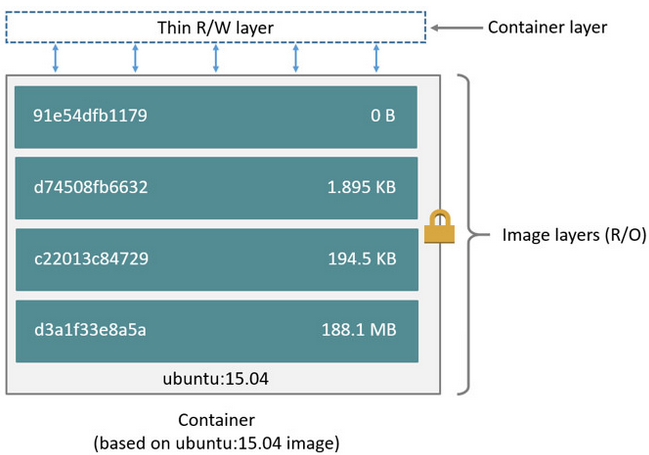 Thin R/W layer
Container layer
91e54dfb1179 0 B
d74508fb6632 1.895 KB
c22013c84729 194.5 KB
Image layers (R/O)
d3a1f33e8a5a 188.1 MB
ubuntu:15.04
Container
(based on ubuntu:15.04 image)